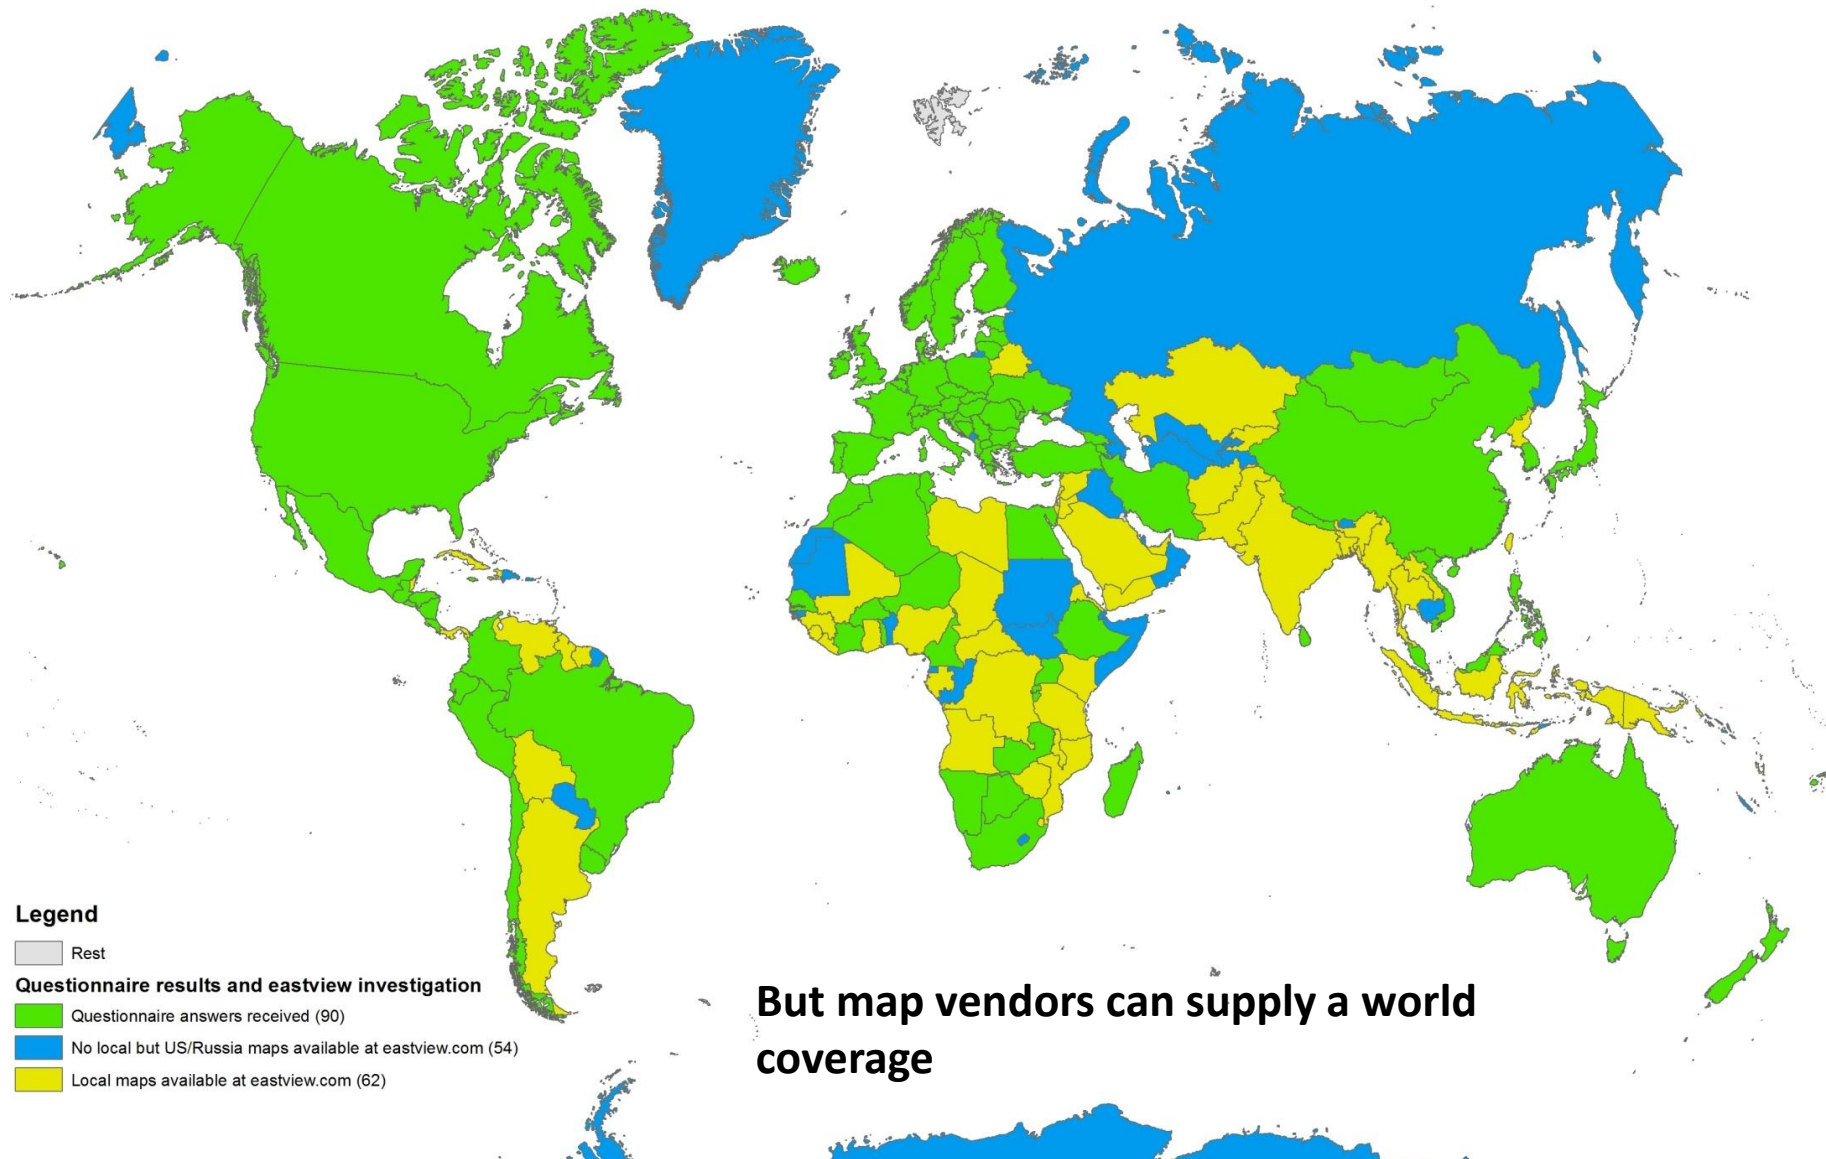 Legend
Rest
Questionnaire results and eastview investigation
Questionnaire answers received (90)
No local but US/Russia maps available at eastview.com (54)
Local maps available at eastview.com (62)
But map vendors can supply a world
coverage